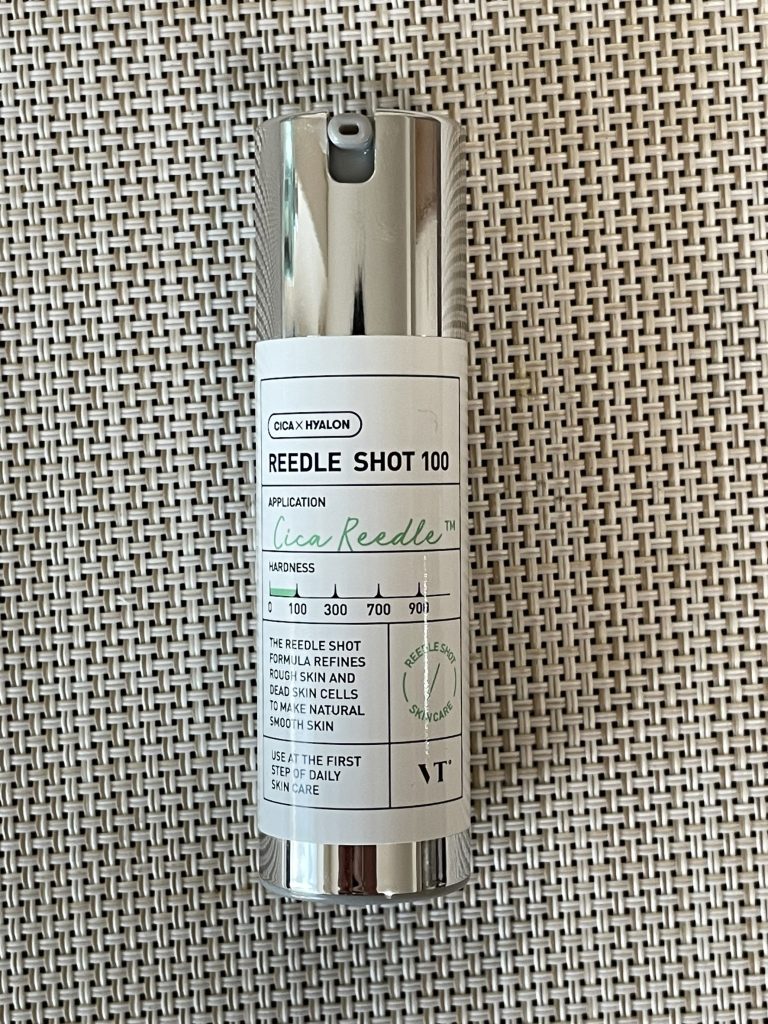 CICA×HYALON
REEDLE SHOT 100
APPLICATION
Cica Reedle™
HARDNESS
0 100 300 700 900
THE REEDLE SHOT
FORMULA REFINES
ROUGH SKIN AND
DEAD SKIN CELLS
TO MAKE NATURAL
SMOOTH SKIN
REEDLE SHOT
SKIN CARE
USE AT THE FIRST
STEP OF DAILY
SKIN CARE
VT®